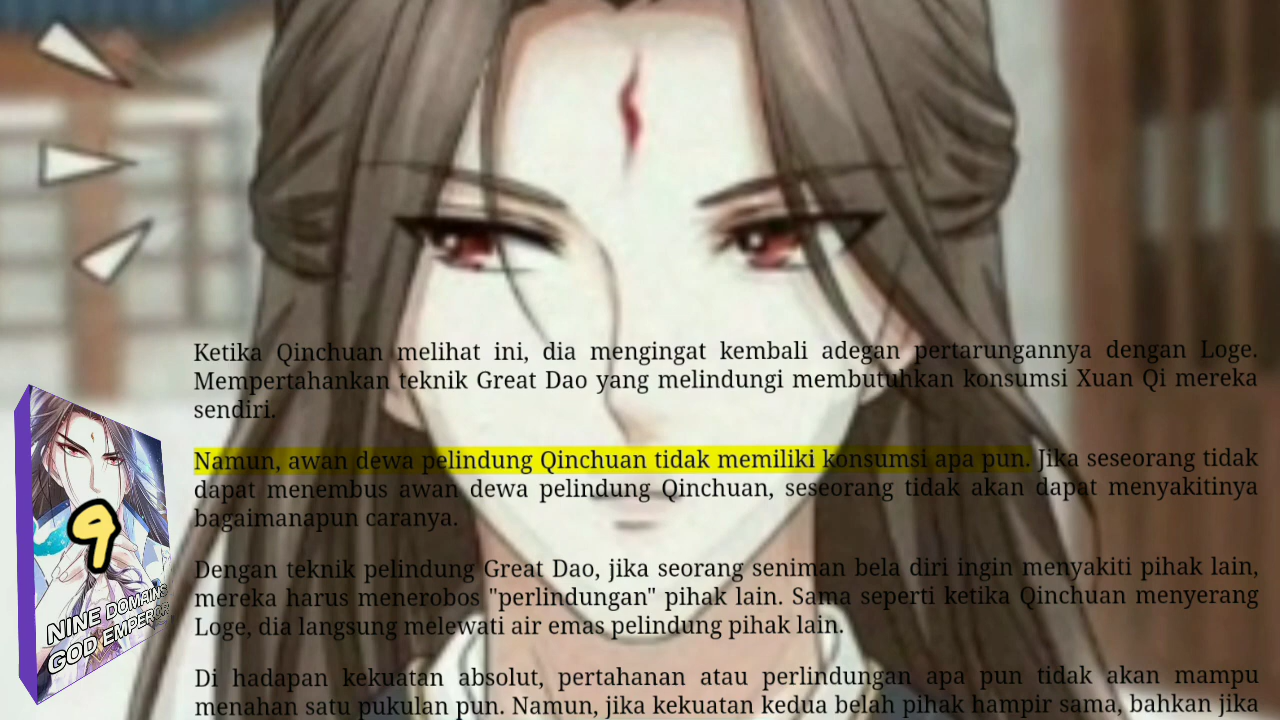 Ketika Qinchuan melihat ini, dia mengingat kembali adegan pertarungannya dengan Loge.
Mempertahankan teknik Great Dao yang melindungi membutuhkan konsumsi Xuan Qi mereka
sendiri.
Namun, awan dewa pelindung Qinchuan tidak memiliki konsumsi apa pun. Jika seseorang tidak
dapat menembus awan dewa pelindung Qinchuan, seseorang tidak akan dapat menyakitinya
bagaimanapun caranya.
Dengan teknik pelindung Great Dao, jika seorang seniman bela diri ingin menyakiti pihak lain,
mereka harus menerobos "perlindungan" pihak lain. Sama seperti ketika Qinchuan menyerang
Loge, dia langsung melewati air emas pelindung pihak lain.
Di hadapan kekuatan absolut, pertahanan atau perlindungan apa pun tidak akan mampu
menahan satu pukulan pun. Namun, jika kekuatan kedua belah pihak hampir sama, bahkan jika
9
NINE DOMAINS
GOD EMPEROR